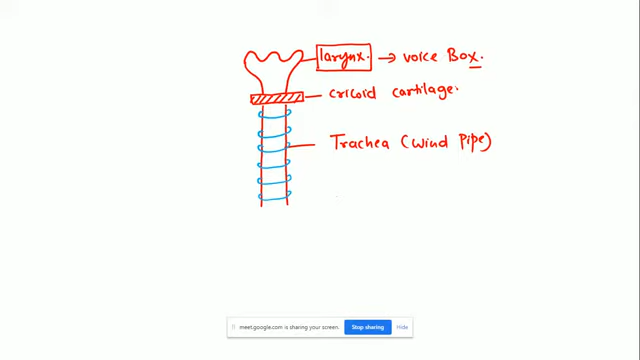 larynx. → voice Box.
cricoid cartilage
Trachea (Wind Pipe)
meet.google.com is sharing your screen. Stop sharing Hide